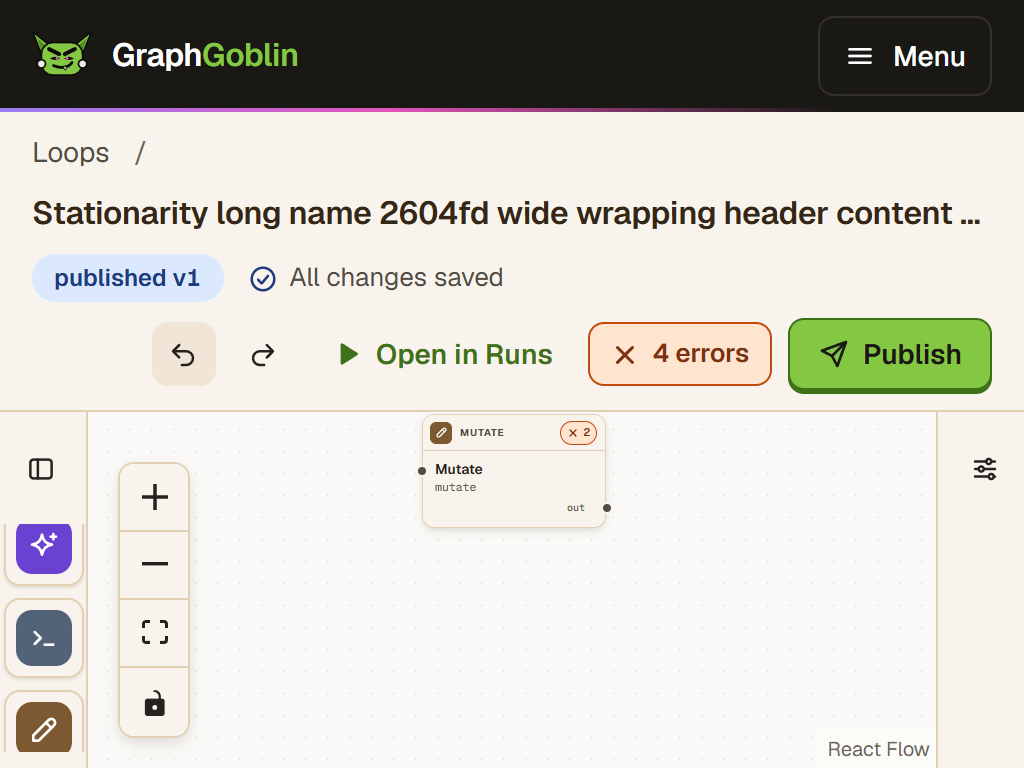 GraphGoblin
Menu
Loops /
Stationarity long name 2604fd wide wrapping header content ...
published v1
All changes saved
Open in Runs
4 errors
Publish
MUTATE
2
Mutate
mutate
out
React Flow